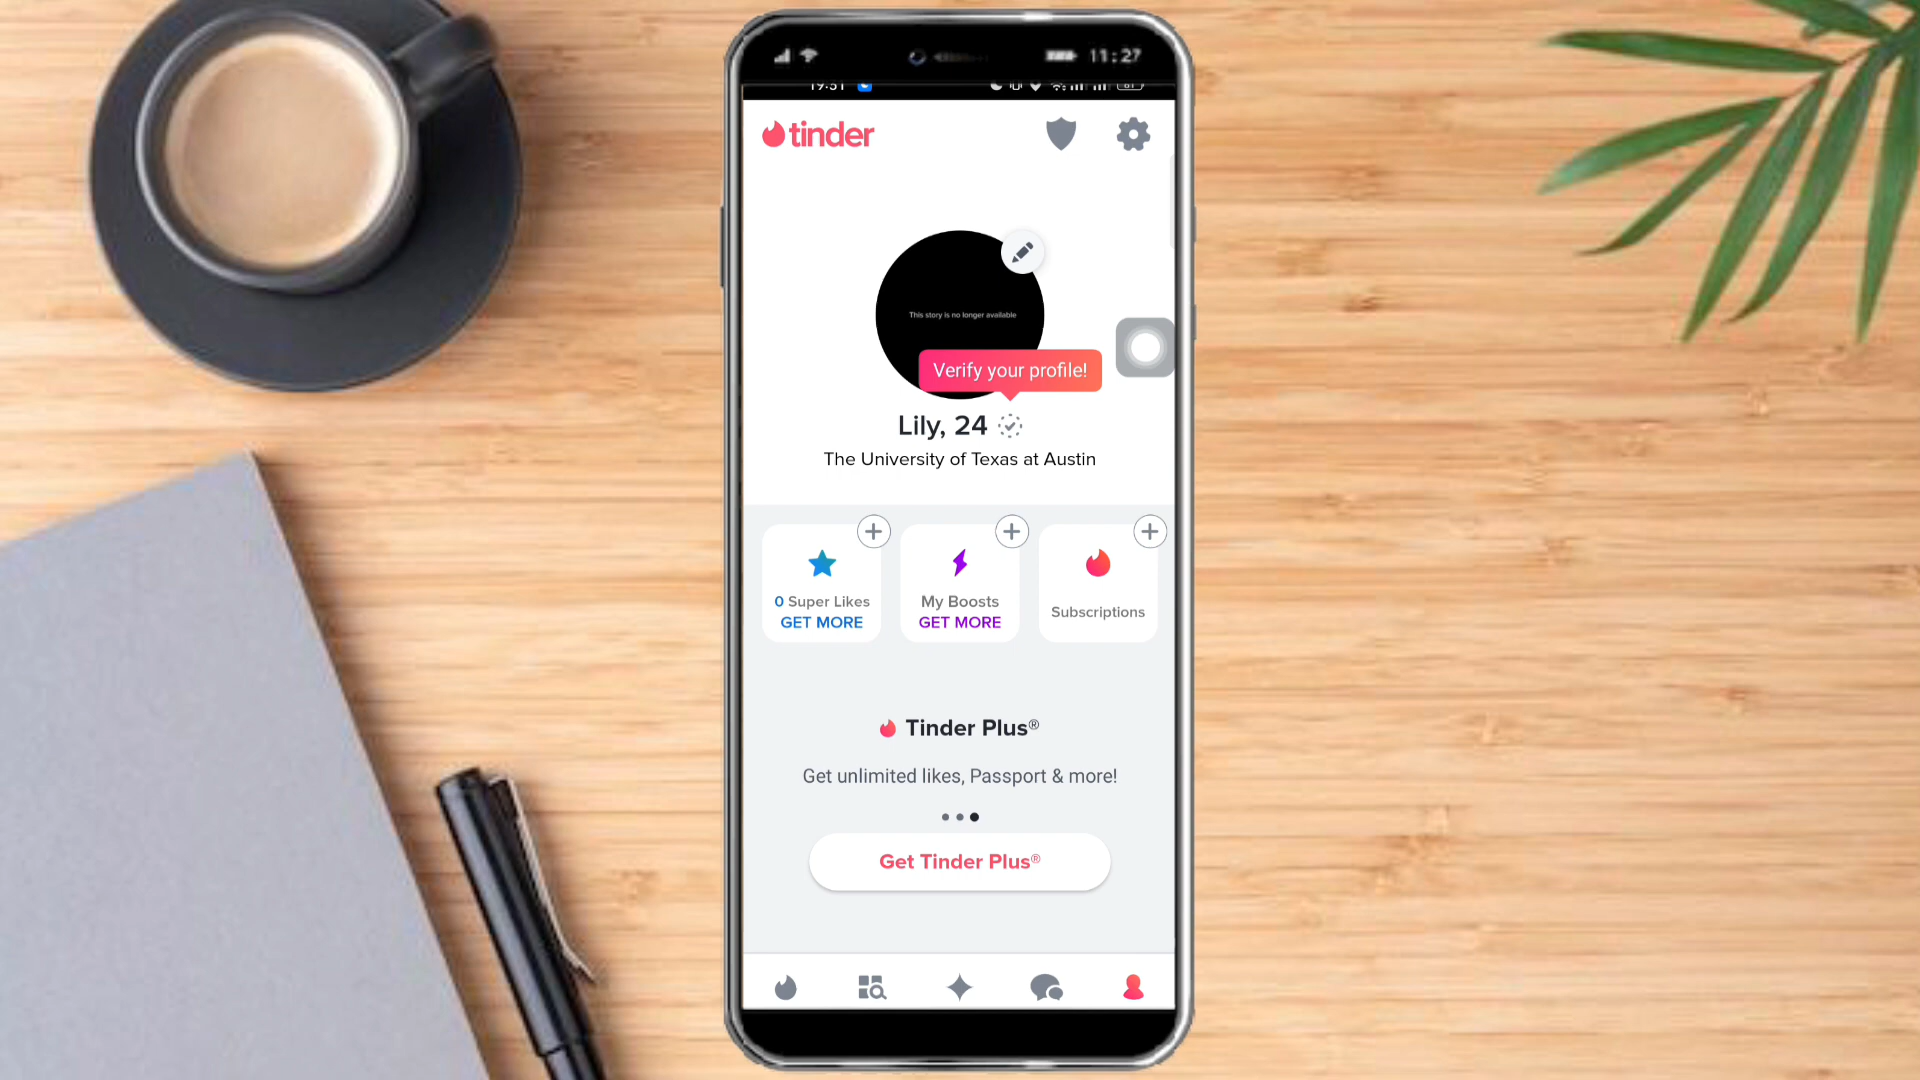 11:27
19:51
tinder
This story is no longer available
Verify your profile!
Lily, 24
The University of Texas at Austin
0 Super Likes
GET MORE
My Boosts
GET MORE
Subscriptions
Tinder Plus®
Get unlimited likes, Passport & more!
Get Tinder Plus®